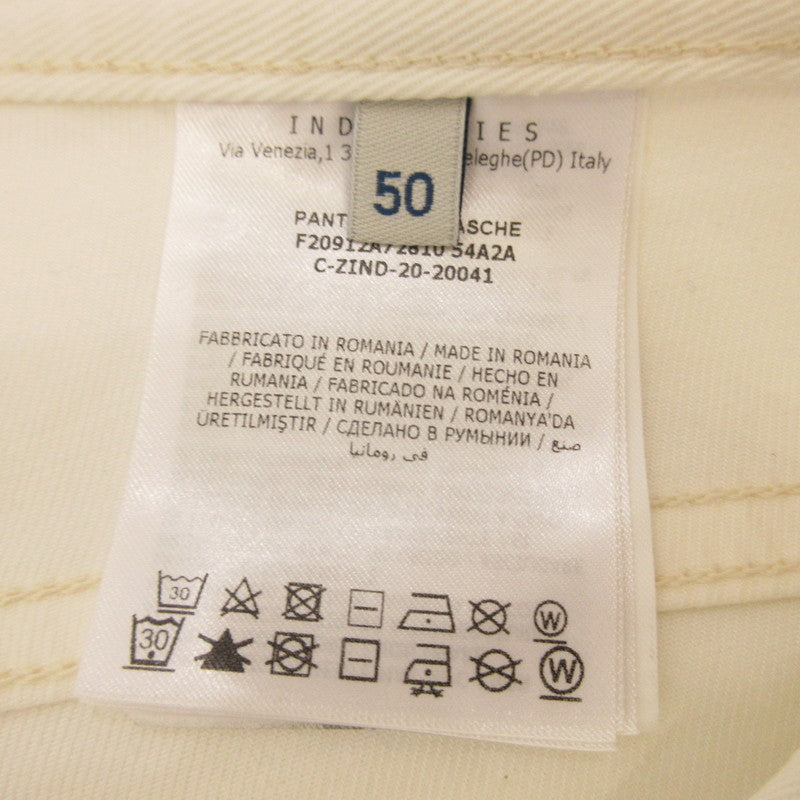 IND IES
Via Venezia,1 3 eleghe(PD) Italy
50
PANT ASCHE
F20912A72810 54A2A
C-ZIND-20-20041
FABBRICATO IN ROMANIA / MADE IN ROMANIA
/ FABRIQUÉ EN ROUMANIE / HECHO EN
RUMANIA / FABRICADO NA ROMÉNIA /
HERGESTELLT IN RUMÄNIEN / ROMANYA'DA
ÜRETILMIŞTIR / СДЕЛАНО В РУМЫНИИ / صنع
في رومانيا
30 W
30 W